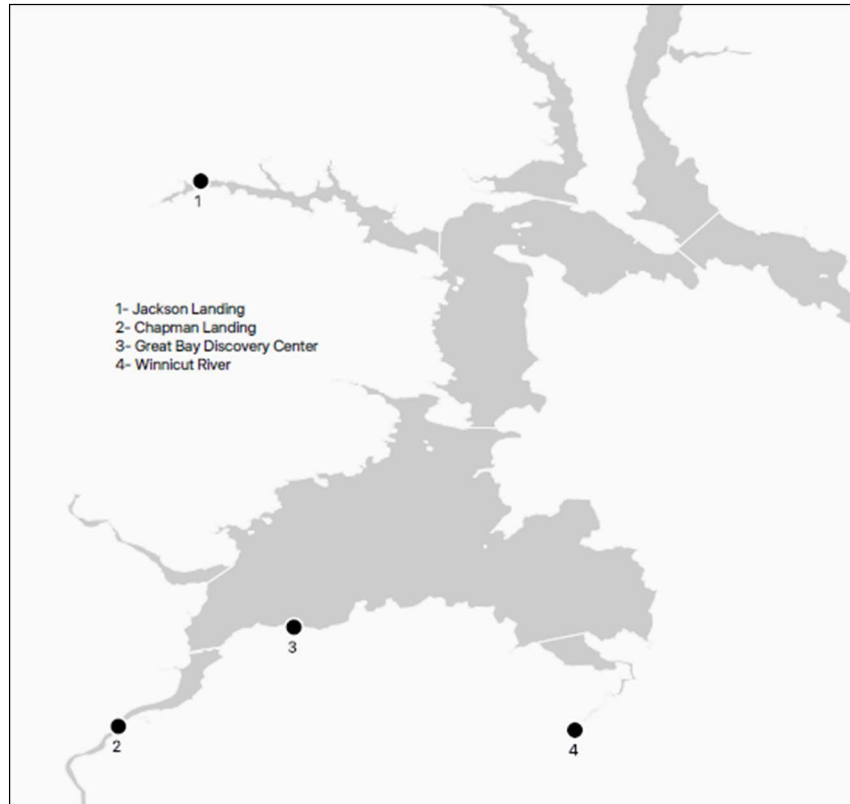 1
1- Jackson Landing
2- Chapman Landing
3- Great Bay Discovery Center
4- Winnicut River
3
2
4